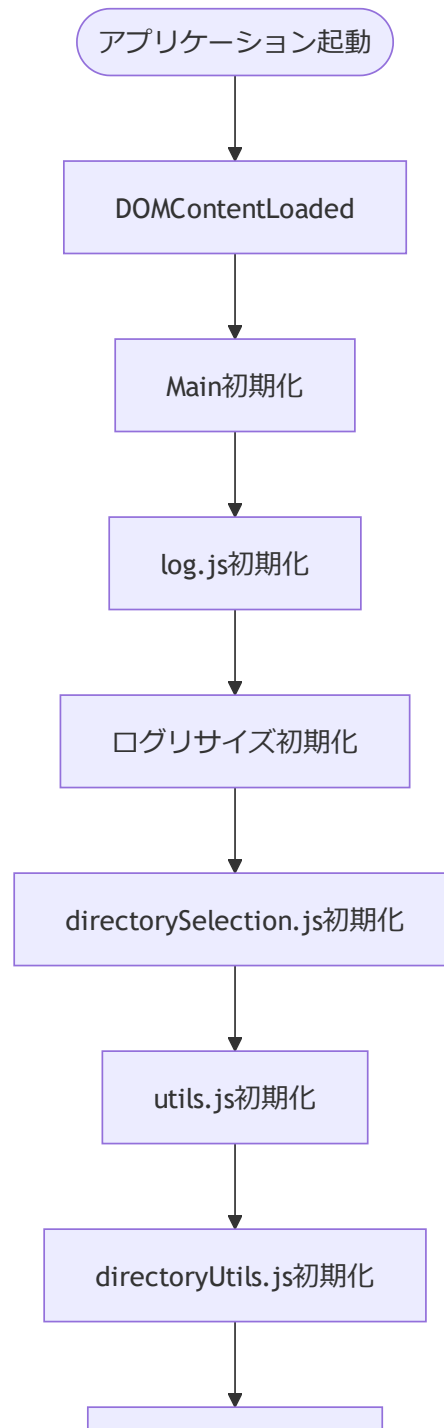 アプリケーション起動
DOMContentLoaded
Main初期化
log.js初期化
ログリサイズ初期化
directorySelection.js初期化
utils.js初期化
directoryUtils.js初期化